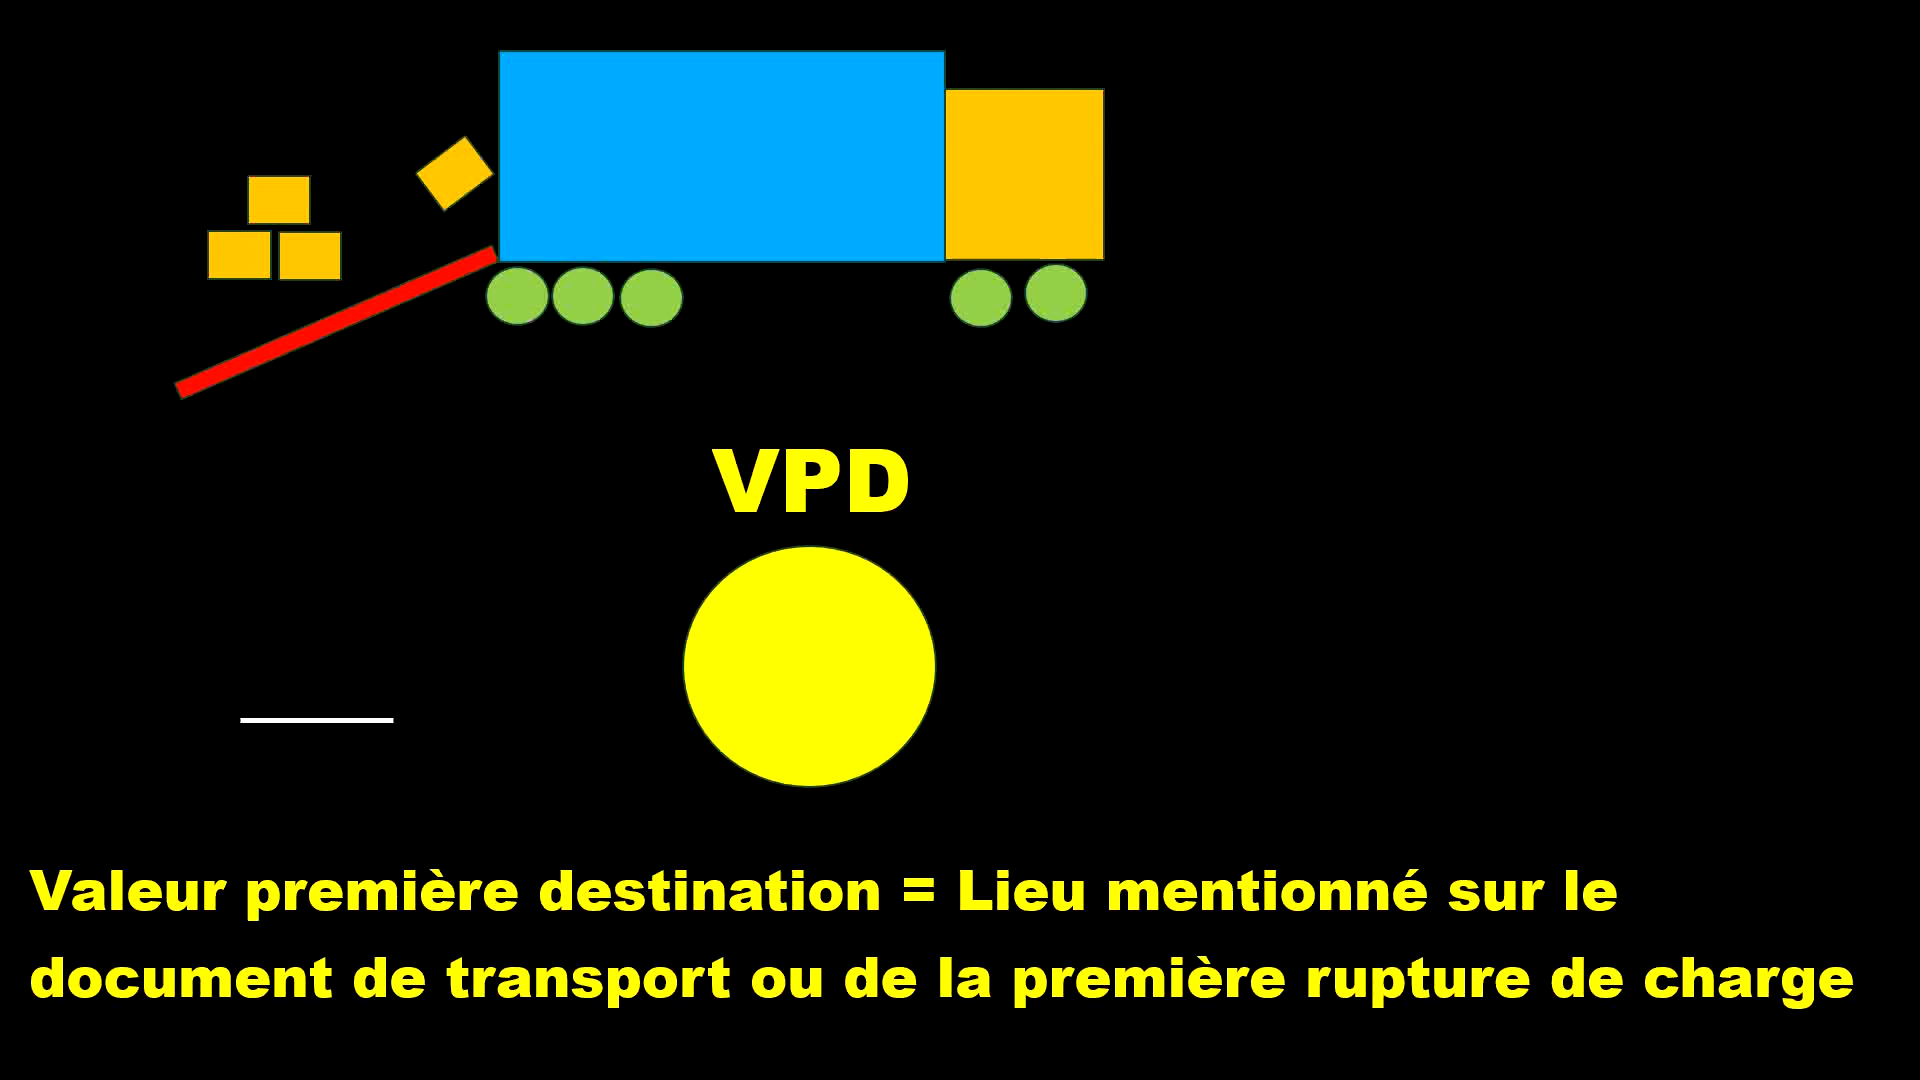 VPD
Valeur première destination = Lieu mentionné sur le
document de transport ou de la première rupture de charge